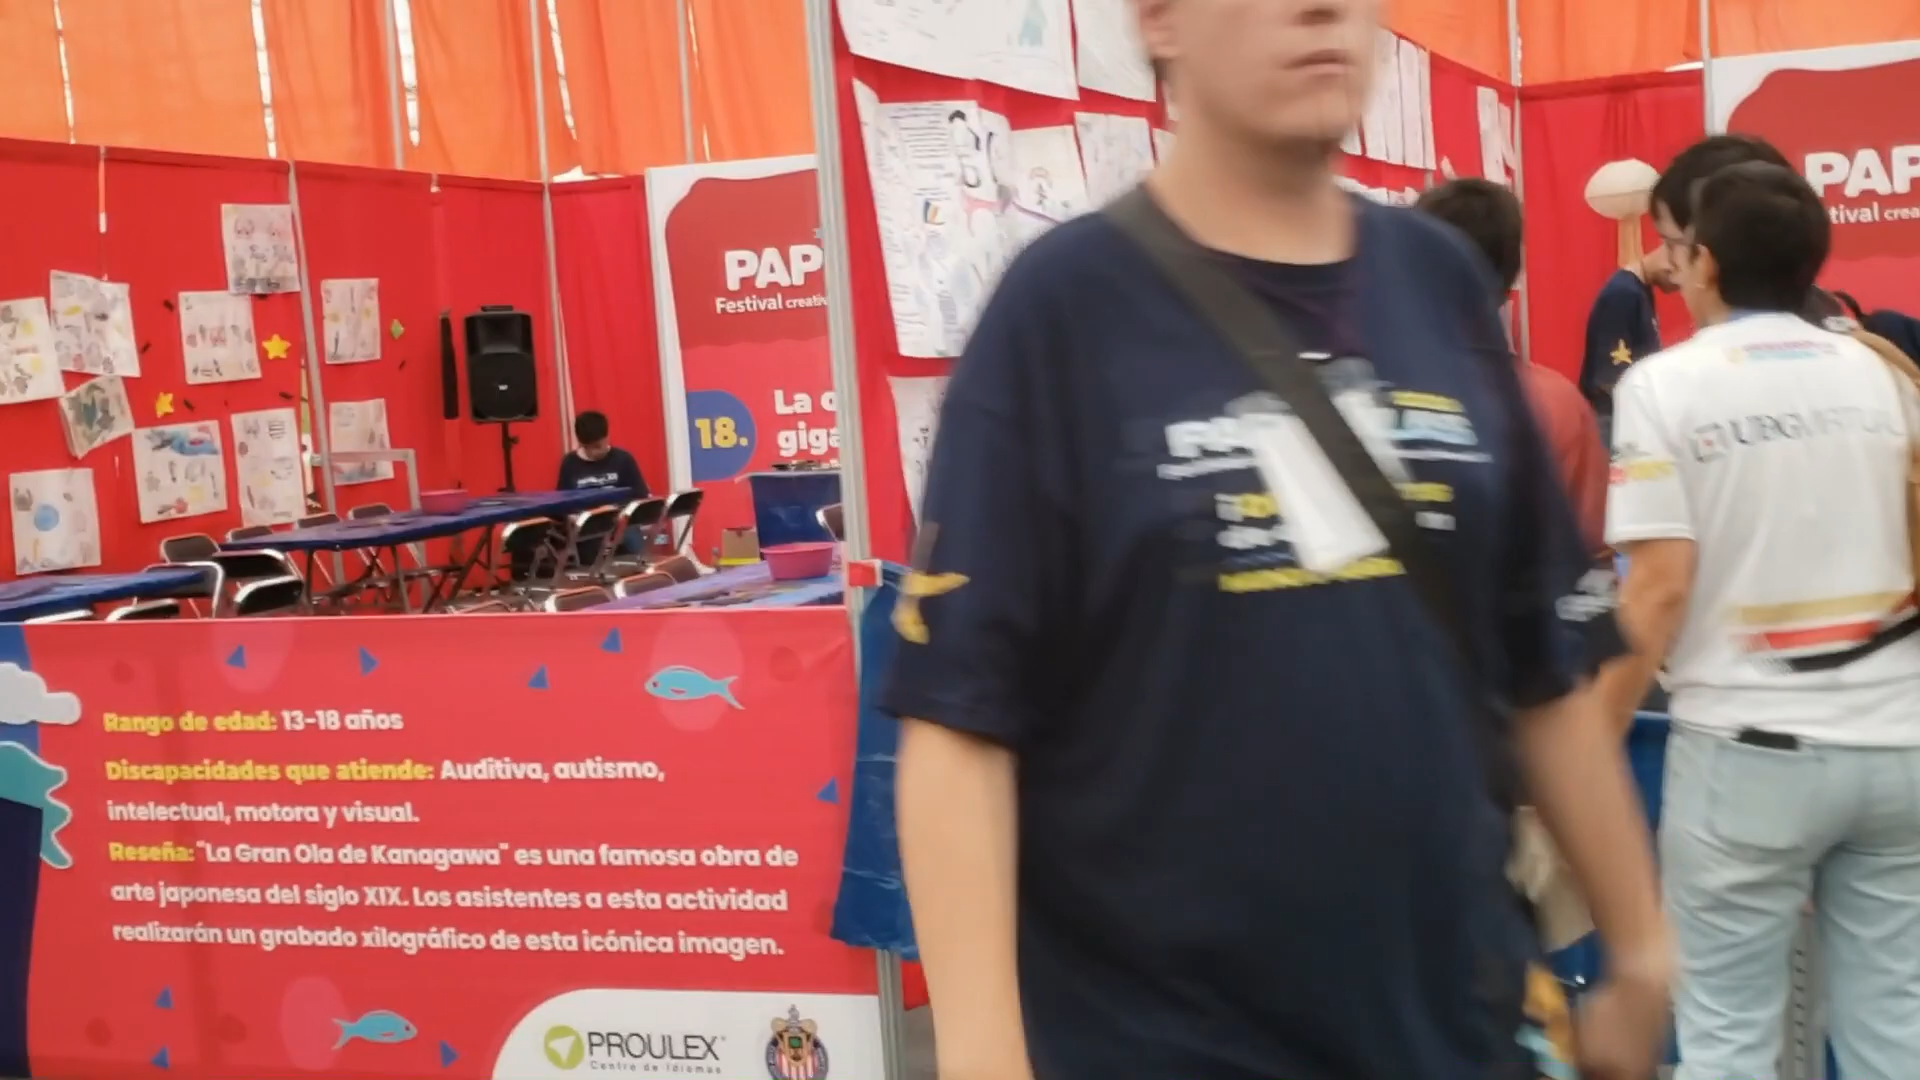 PAP
Festival creativ
18.
La o
giga
PAP
tival crea
UDGVIRTUAL
Rango de edad: 13-18 años
Discapacidades que atiende: Auditiva, autismo,
intelectual, motora y visual.
Reseña: "La Gran Ola de Kanagawa" es una famosa obra de
arte japonesa del siglo XIX. Los asistentes a esta actividad
realizarán un grabado xilográfico de esta icónica imagen.
PROULEX
Centro de Idiomas